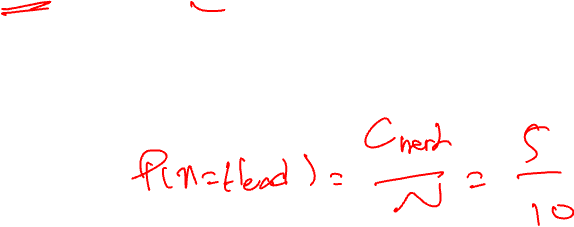 P(x=Head) = C_head / N = 5 / 10